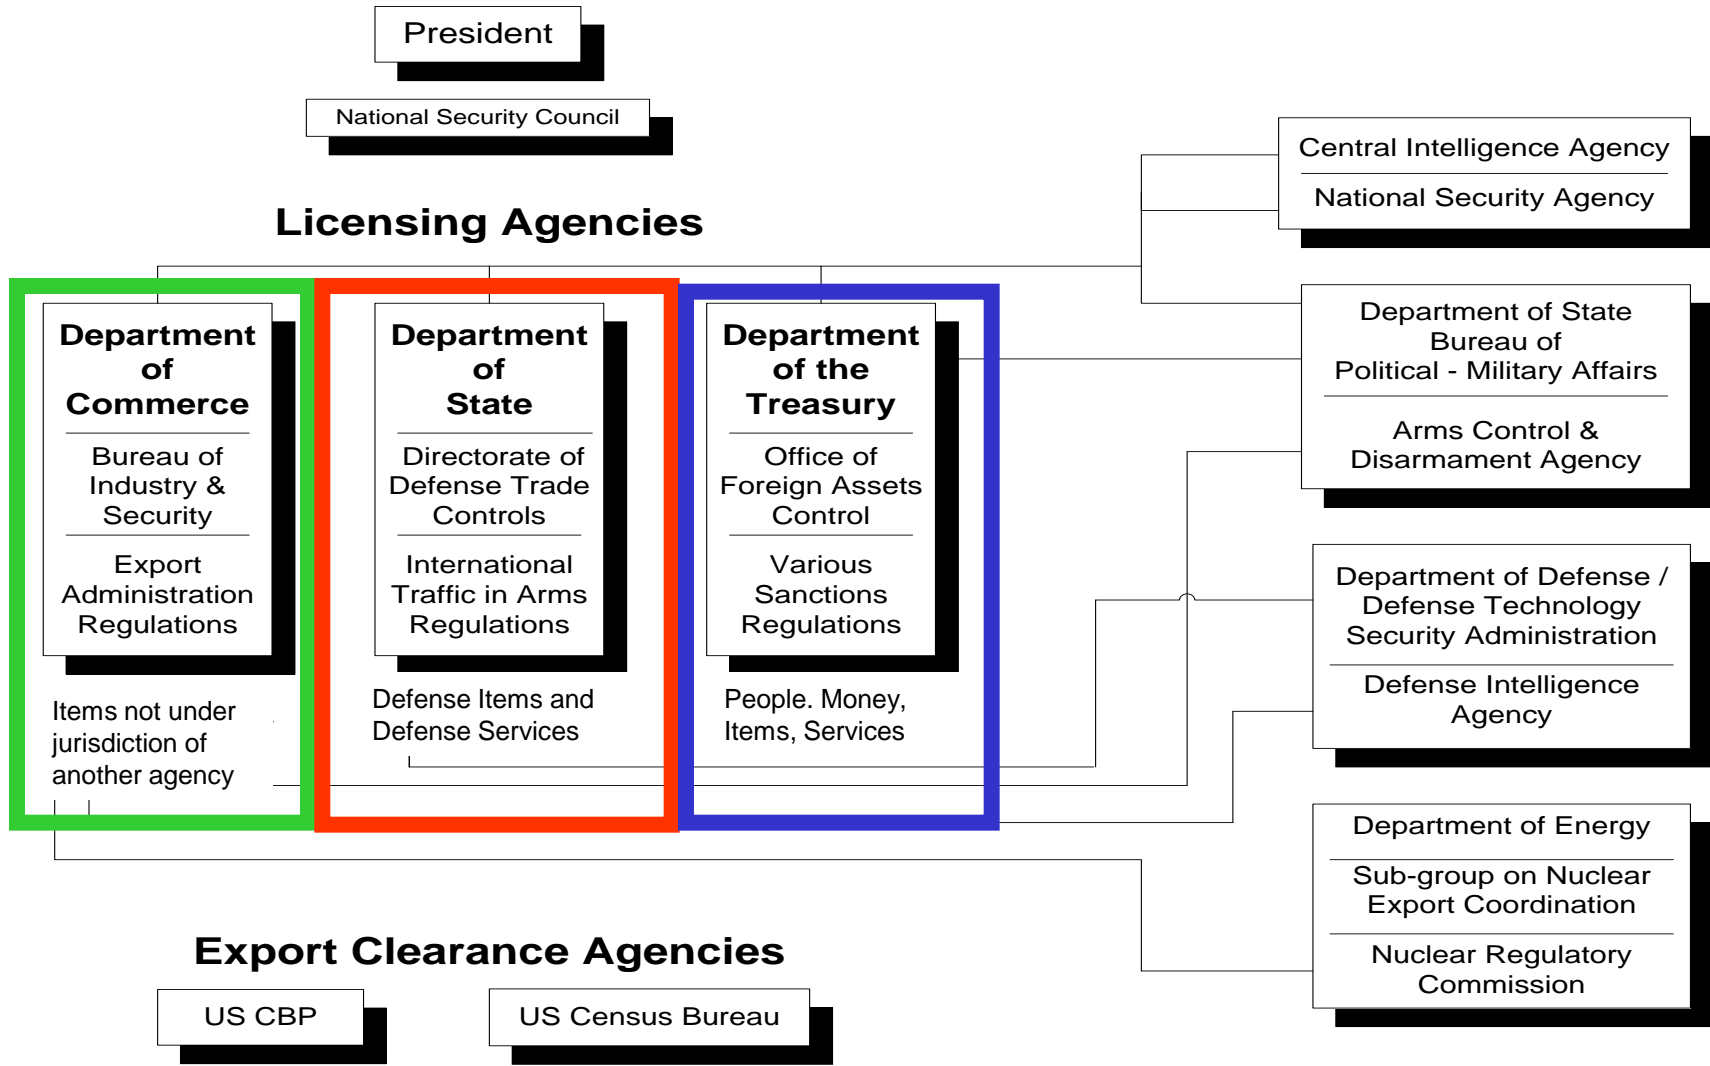 President
National Security Council
Licensing Agencies
Department
of
Commerce
Bureau of
Industry &
Security
Export
Administration
Regulations
Items not under
jurisdiction of
another agency
Department
of
State
Directorate of
Defense Trade
Controls
International
Traffic in Arms
Regulations
Defense Items and
Defense Services
Department
of the
Treasury
Office of
Foreign Assets
Control
Various
Sanctions
Regulations
People. Money,
Items, Services
Central Intelligence Agency
National Security Agency
Department of State
Bureau of
Political - Military Affairs
Arms Control &
Disarmament Agency
Department of Defense /
Defense Technology
Security Administration
Defense Intelligence
Agency
Department of Energy
Sub-group on Nuclear
Export Coordination
Nuclear Regulatory
Commission
Export Clearance Agencies
US CBP
US Census Bureau